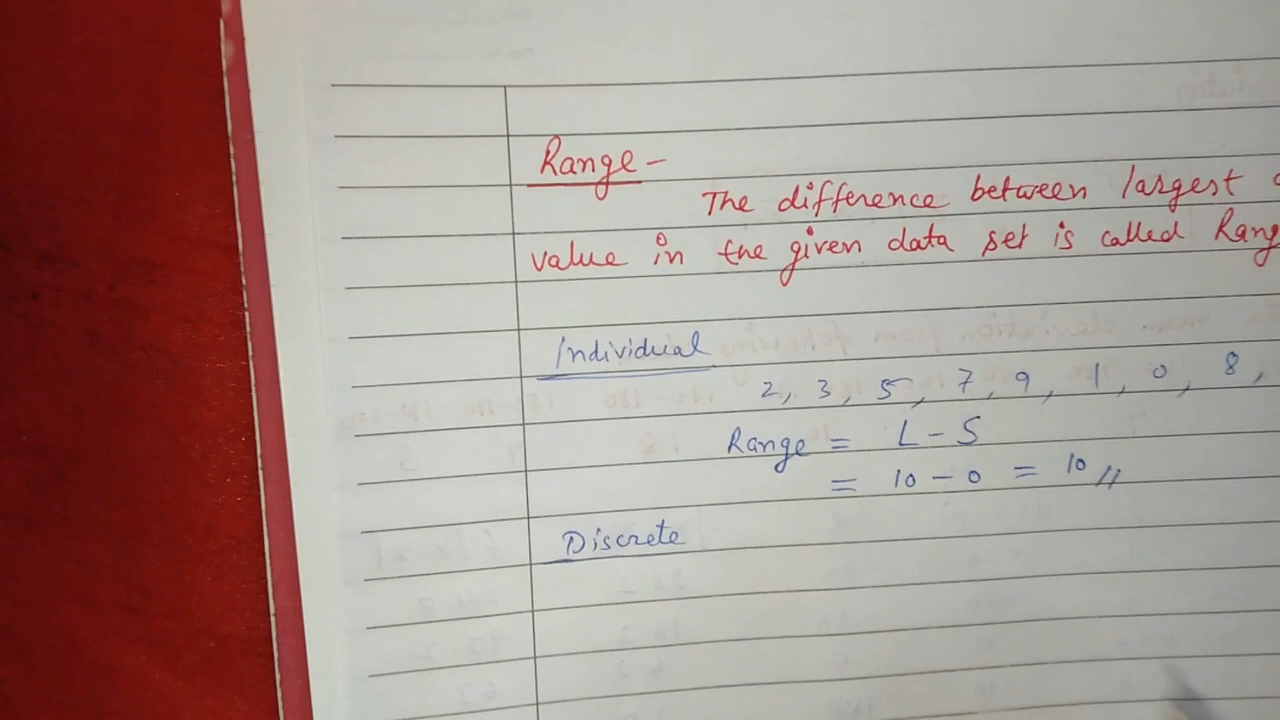 Range -
The difference between largest
value in the given data set is called Rang
Individual
2, 3, 5, 7, 9, 1, 0, 8,
Range = L - S
= 10 - 0 = 10 //
Discrete